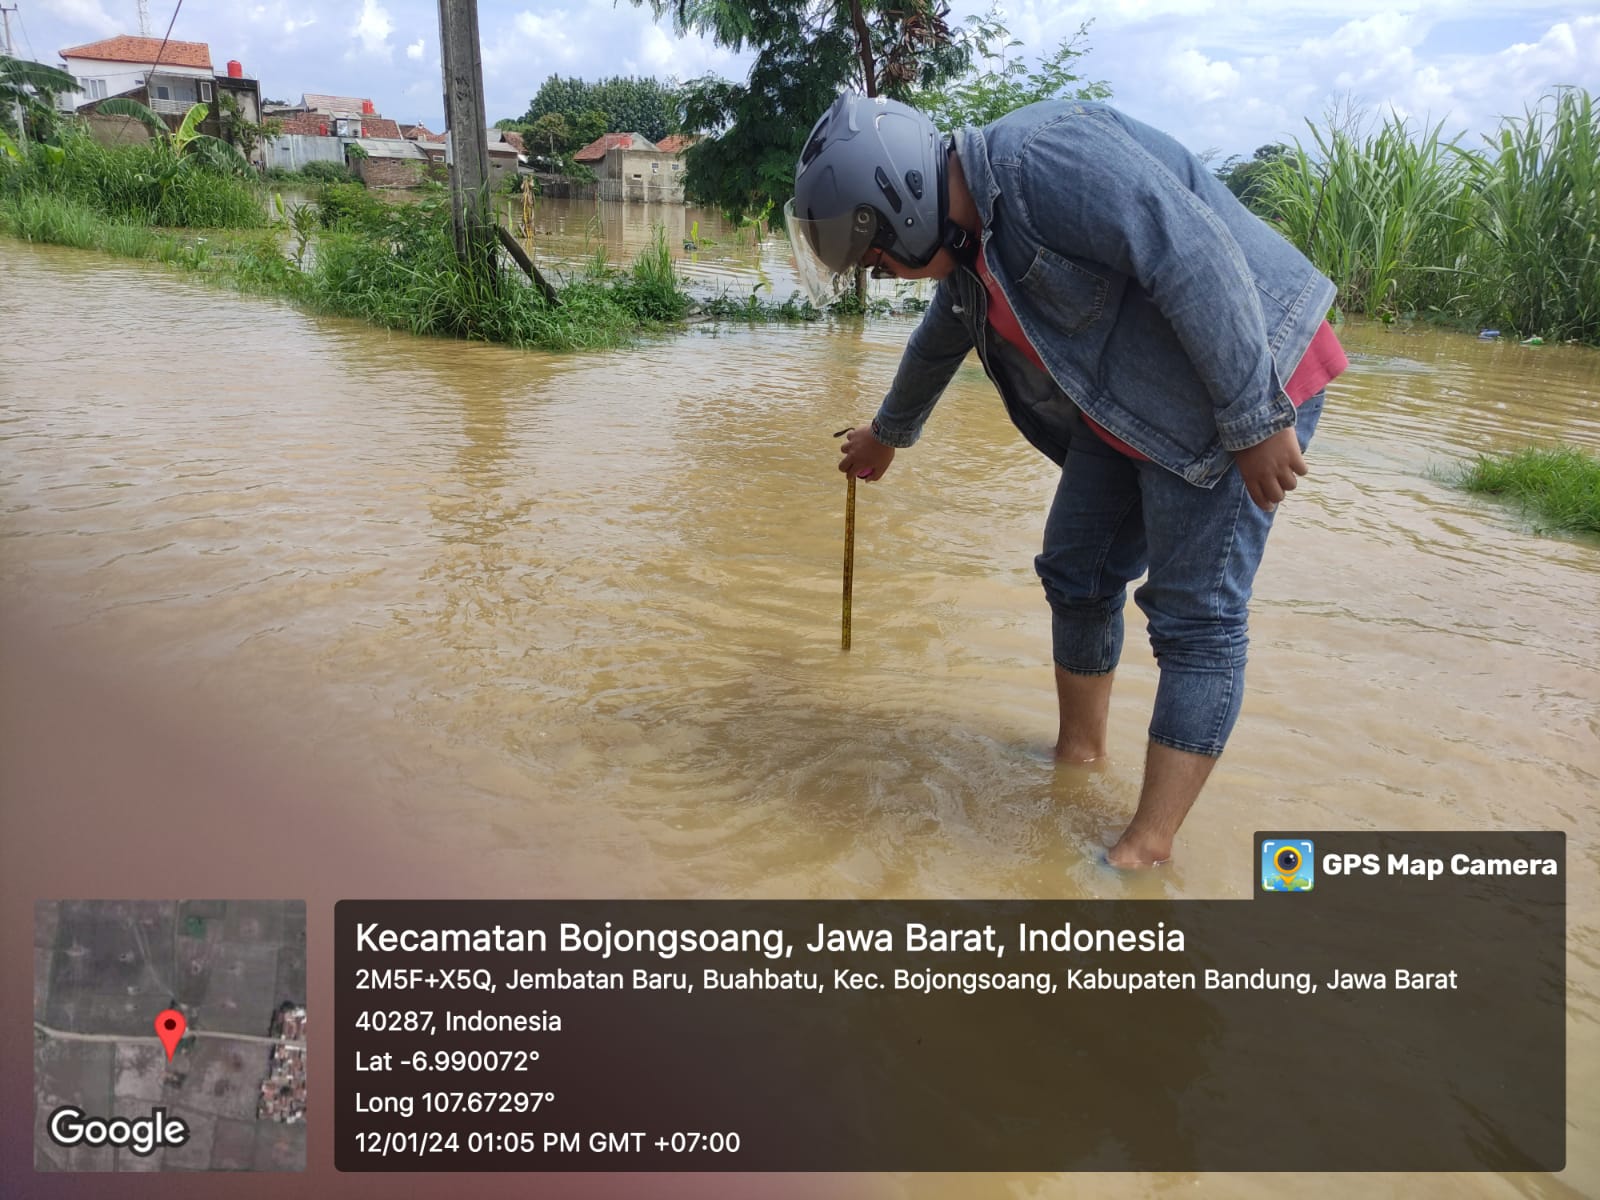 GPS Map Camera
Kecamatan Bojongsoang, Jawa Barat, Indonesia
2M5F+X5Q, Jembatan Baru, Buahbatu, Kec. Bojongsoang, Kabupaten Bandung, Jawa Barat
40287, Indonesia
Lat -6.990072°
Long 107.67297°
12/01/24 01:05 PM GMT +07:00
Google